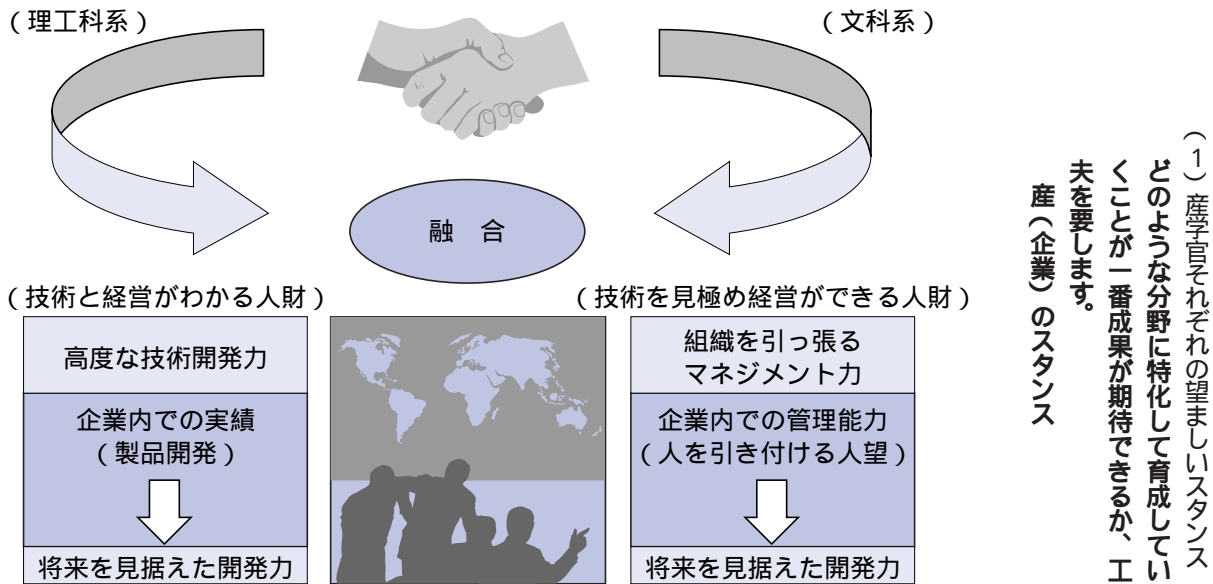 (理工科系)
(文科系)
融 合
(技術と経営がわかる人財)
(技術を見極め経営ができる人財)
高度な技術開発力
企業内での実績
(製品開発)
将来を見据えた開発力
組織を引っ張る
マネジメント力
企業内での管理能力
(人を引き付ける人望)
将来を見据えた開発力
(1)産学官それぞれの望ましいスタンス
どのような分野に特化して育成してい
くことが一番成果が期待できるか、工
夫を要します。
産(企業)のスタンス